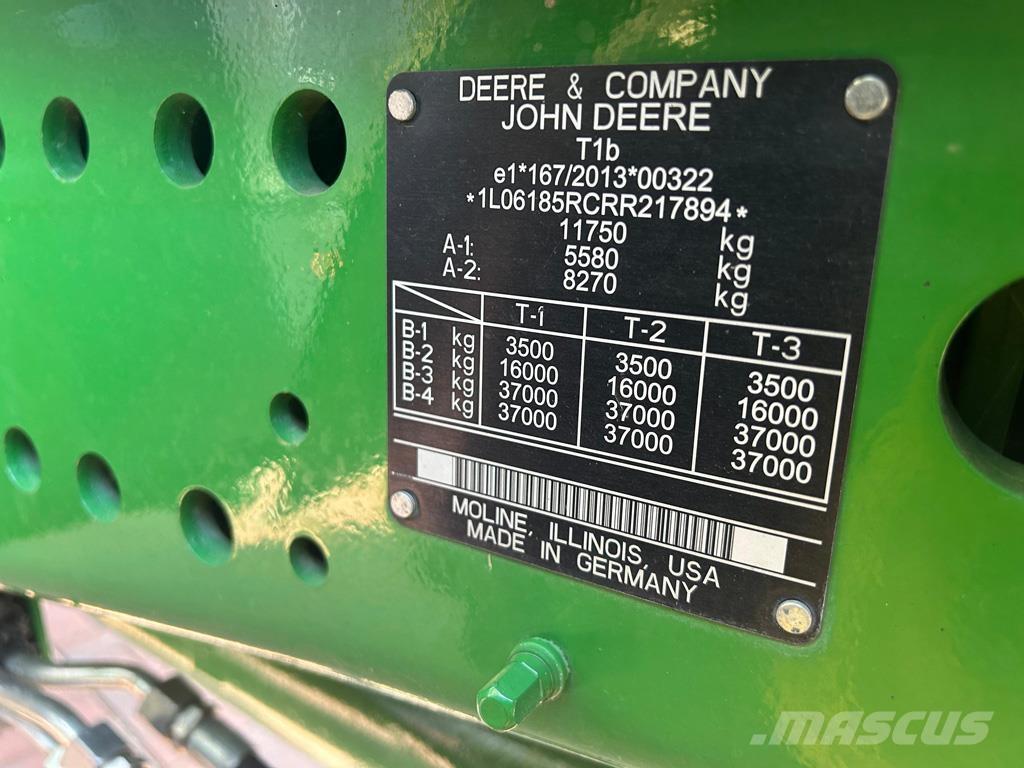 DEERE & COMPANY
JOHN DEERE
T1b
e1*167/2013*00322
*1L06185RCRR217894*
11750 kg
A-1: 5580 kg
A-2: 8270 kg
T-1 T-2 T-3
B-1 kg 3500 3500 3500
B-2 kg 16000 16000 16000
B-3 kg 37000 37000 37000
B-4 kg 37000 37000 37000
MOLINE, ILLINOIS, USA
MADE IN GERMANY
MASCUS